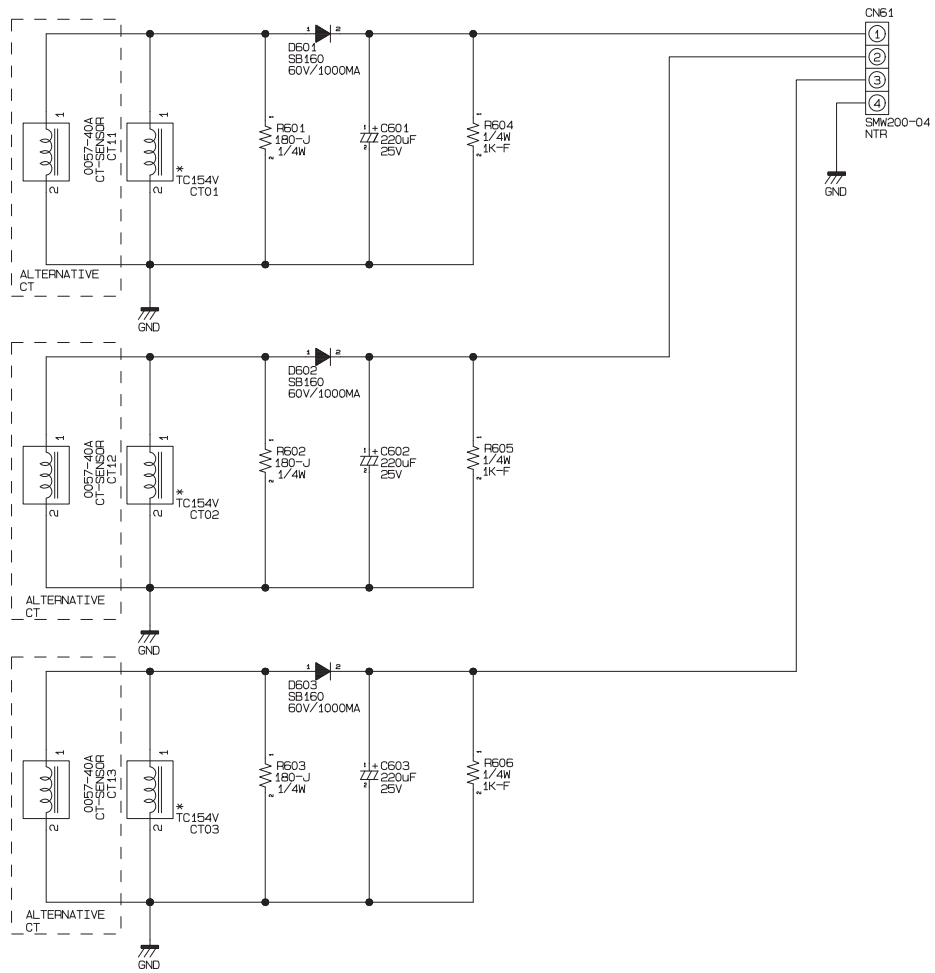 CN61
1
2
3
4
SMW200-04
NTR
GND
1
2
D601
SB160
60V/1000MA
1
2
0057-40A
CT-SENSOR
CT11
1
2
*
TC154V
CT01
1
R601
180-J
1/4W
2
1
+
C601
220uF
25V
2
1
R604
1/4W
1K-F
2
ALTERNATIVE
CT
GND
1
2
D602
SB160
60V/1000MA
1
2
0057-40A
CT-SENSOR
CT12
1
2
*
TC154V
CT02
1
R602
180-J
1/4W
2
1
+
C602
220uF
25V
2
1
R605
1/4W
1K-F
2
ALTERNATIVE
CT
GND
1
2
D603
SB160
60V/1000MA
1
2
0057-40A
CT-SENSOR
CT13
1
2
*
TC154V
CT03
1
R603
180-J
1/4W
2
1
+
C603
220uF
25V
2
1
R606
1/4W
1K-F
2
ALTERNATIVE
CT
GND